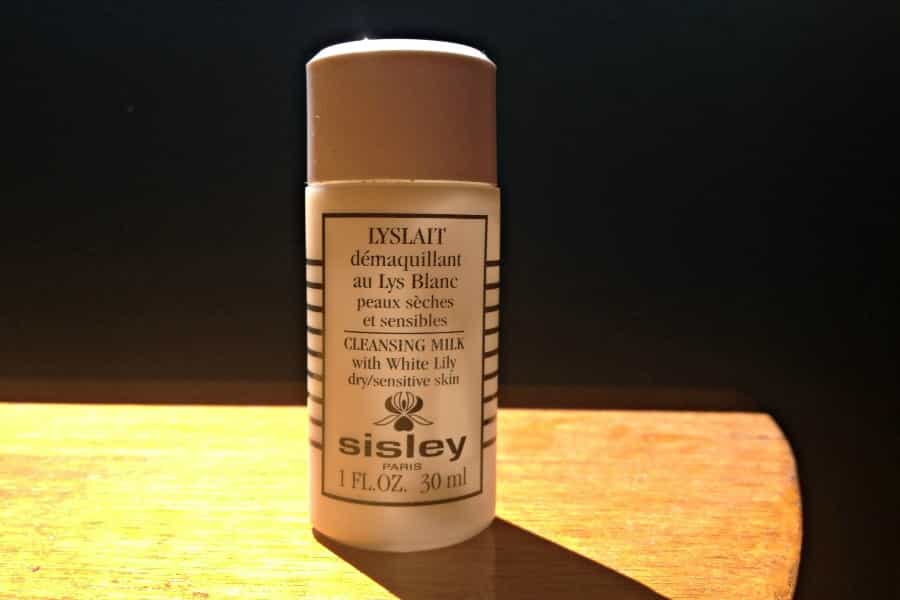 LYSLAIT
démaquillant
au Lys Blanc
peaux sèches
et sensibles
CLEANSING MILK
with White Lily
dry/sensitive skin
sisley
PARIS
1 FL.OZ. 30 ml